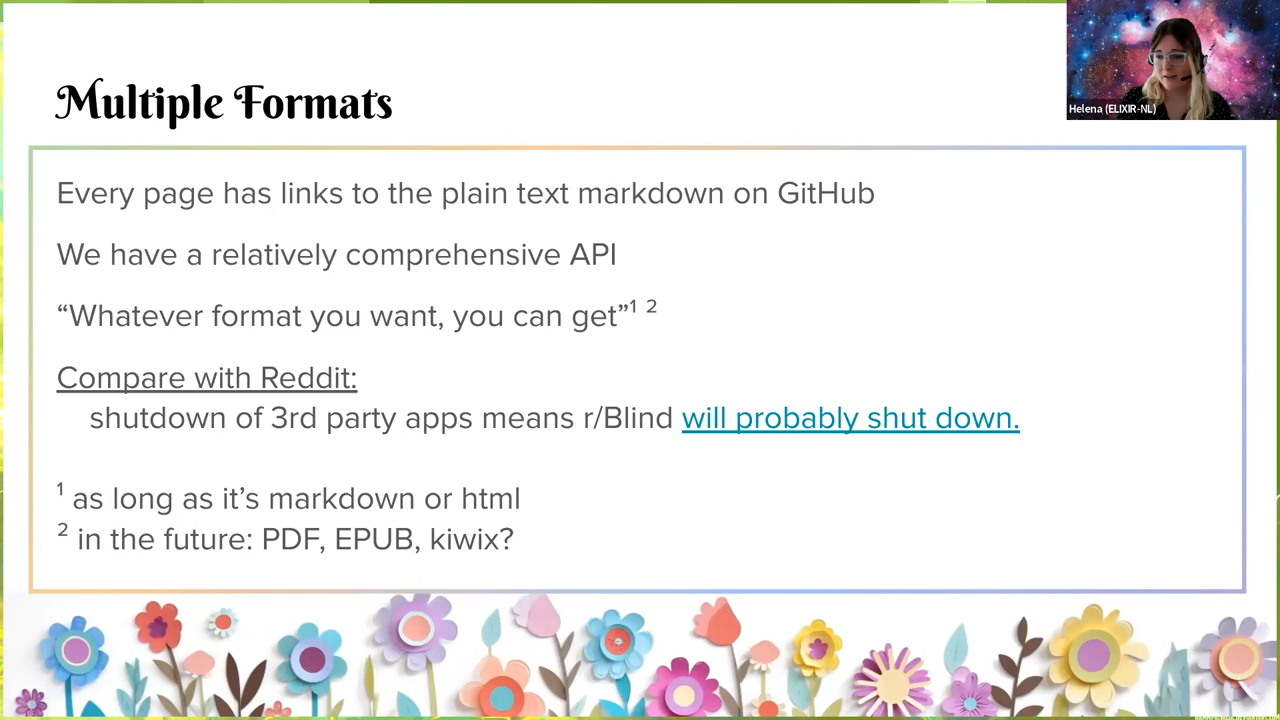 Multiple Formats
Helena (ELIXIR-NL)
Every page has links to the plain text markdown on GitHub
We have a relatively comprehensive API
“Whatever format you want, you can get”¹ ²
Compare with Reddit:
shutdown of 3rd party apps means r/Blind will probably shut down.
¹ as long as it’s markdown or html
² in the future: PDF, EPUB, kiwix?